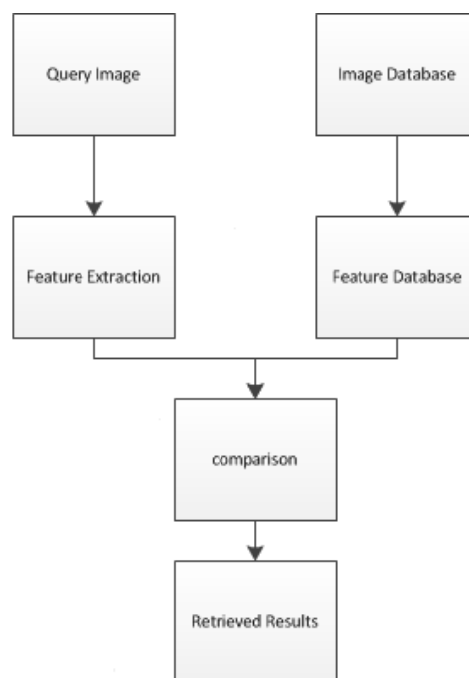 Query Image
Image Database
Feature Extraction
Feature Database
comparison
Retrieved Results